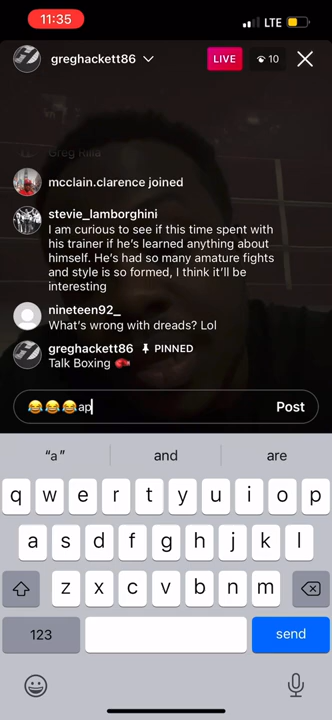 11:35
LTE
greghackett86
LIVE
10
Greg Rilla
mcclain.clarence joined
stevie_lamborghini
I am curious to see if this time spent with
his trainer if he's learned anything about
himself. He's had so many amature fights
and style is so formed, I think it'll be
interesting
nineteen92_
What's wrong with dreads? Lol
greghackett86 PINNED
Talk Boxing 🥊
😂😂😂ap
Post
"a" and are
q w e r t y u i o p
a s d f g h j k l
z x c v b n m
123 send